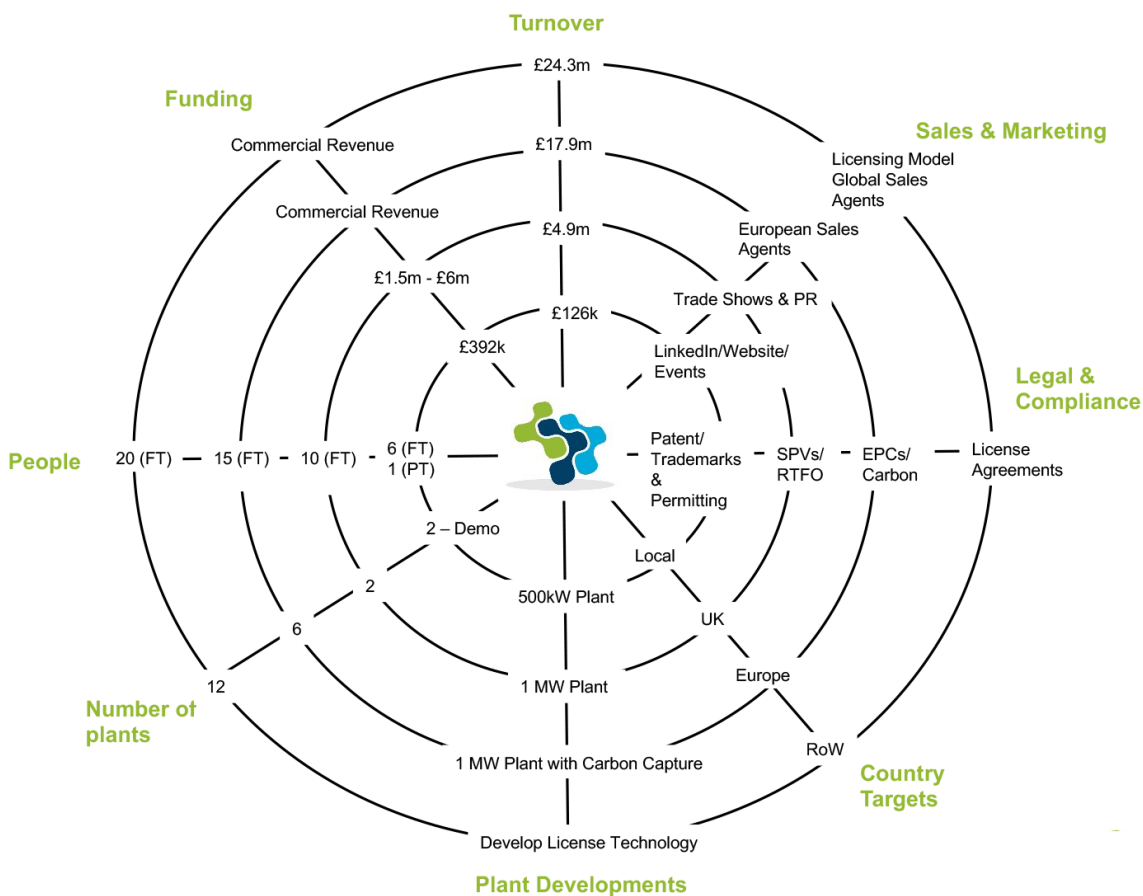 Turnover
£24.3m
Funding
Sales & Marketing
Commercial Revenue
£17.9m
Licensing Model
Global Sales
Agents
Commercial Revenue
£4.9m
European Sales
Agents
£1.5m - £6m
Trade Shows & PR
£126k
£392k
LinkedIn/Website/
Events
Legal &
Compliance
People
20 (FT)
15 (FT)
10 (FT)
6 (FT)
1 (PT)
Patent/
Trademarks
&
Permitting
SPVs/
RTFO
EPCs/
Carbon
License
Agreements
2 – Demo
Local
2
500kW Plant
UK
6
Europe
12
1 MW Plant
Number of
plants
RoW
1 MW Plant with Carbon Capture
Country
Targets
Develop License Technology
Plant Developments